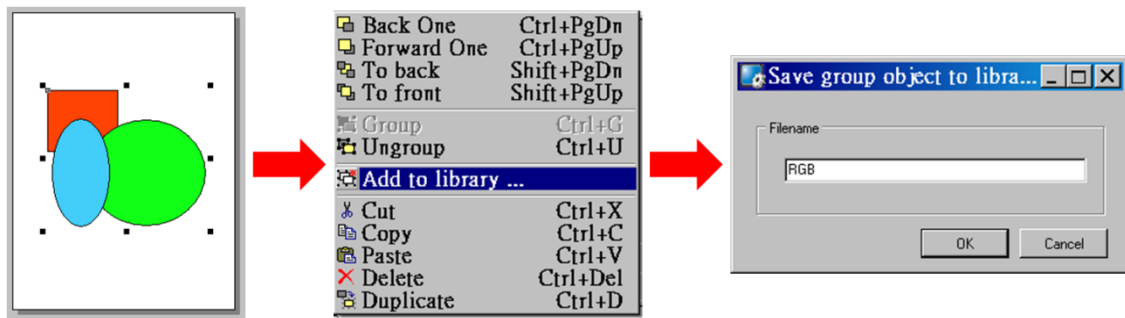 Back One Ctrl+PgDn
Forward One Ctrl+PgUp
To back Shift+PgDn
To front Shift+PgUp
Group Ctrl+G
Ungroup Ctrl+U
Add to library ...
Cut Ctrl+X
Copy Ctrl+C
Paste Ctrl+V
Delete Ctrl+Del
Duplicate Ctrl+D
Save group object to libra...
Filename
RGB
OK Cancel